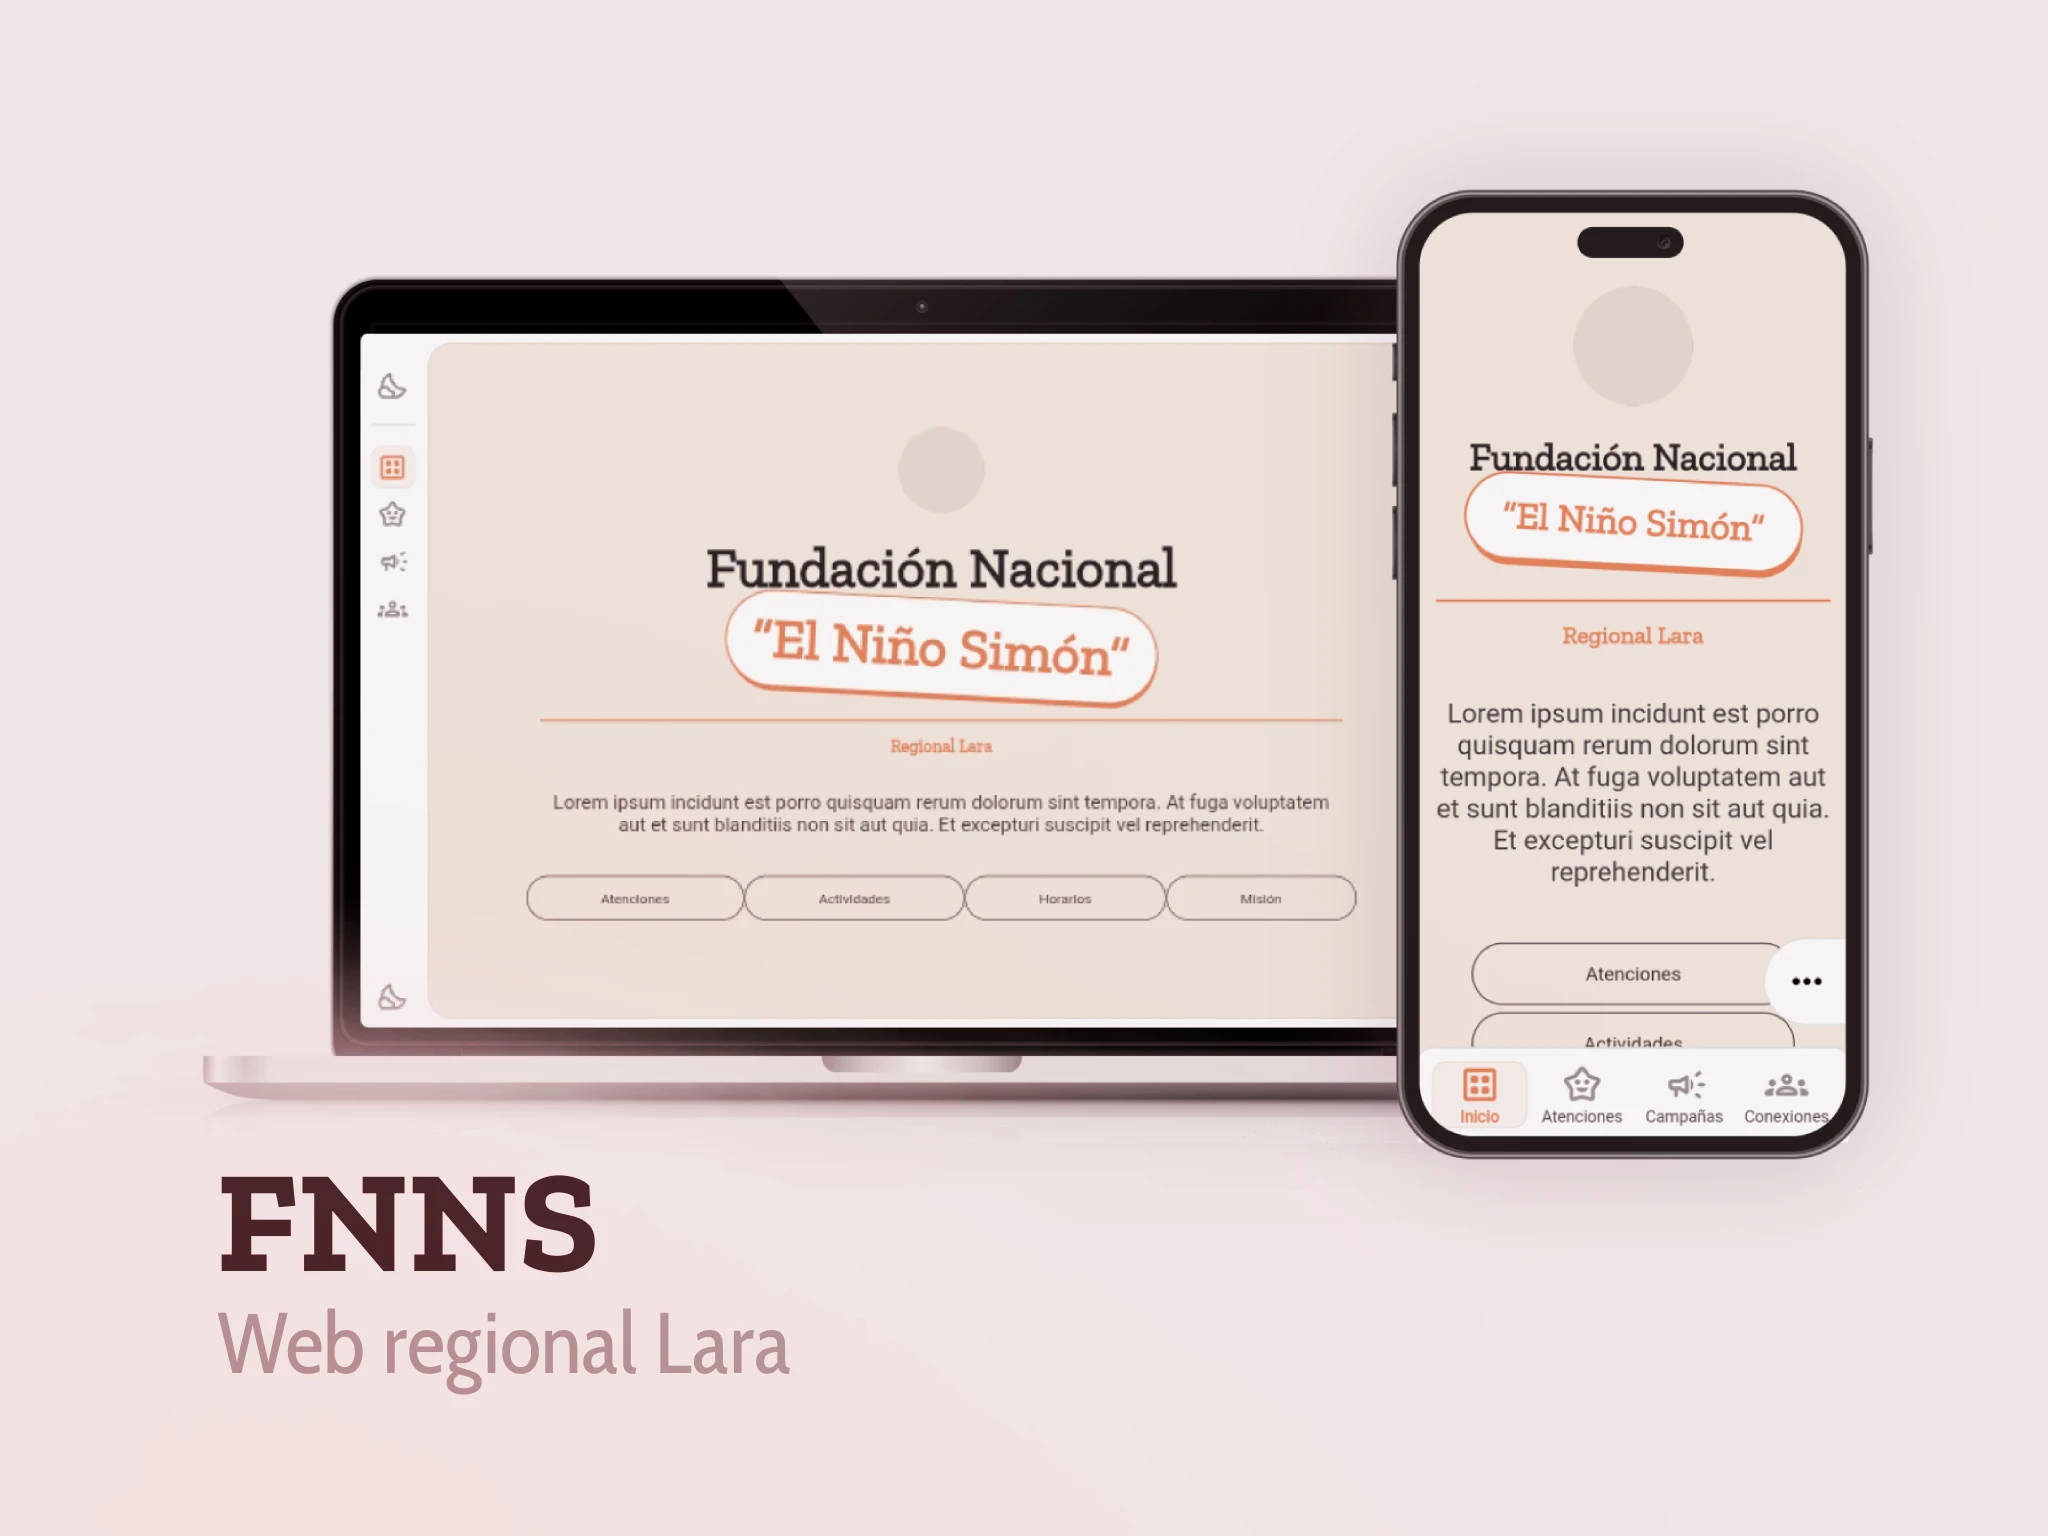 Fundación Nacional
“El Niño Simón“
Regional Lara
Lorem ipsum incidunt est porro quisquam rerum dolorum sint tempora. At fuga voluptatem
aut et sunt blanditiis non sit aut quia. Et excepturi suscipit vel reprehenderit.
Atenciones
Actividades
Horarios
Misión
Fundación Nacional
“El Niño Simón“
Regional Lara
Lorem ipsum incidunt est porro
quisquam rerum dolorum sint
tempora. At fuga voluptatem aut
et sunt blanditiis non sit aut quia.
Et excepturi suscipit vel
reprehenderit.
Atenciones
Actividades
Inicio
Atenciones
Campañas
Conexiones
FNNS
Web regional Lara